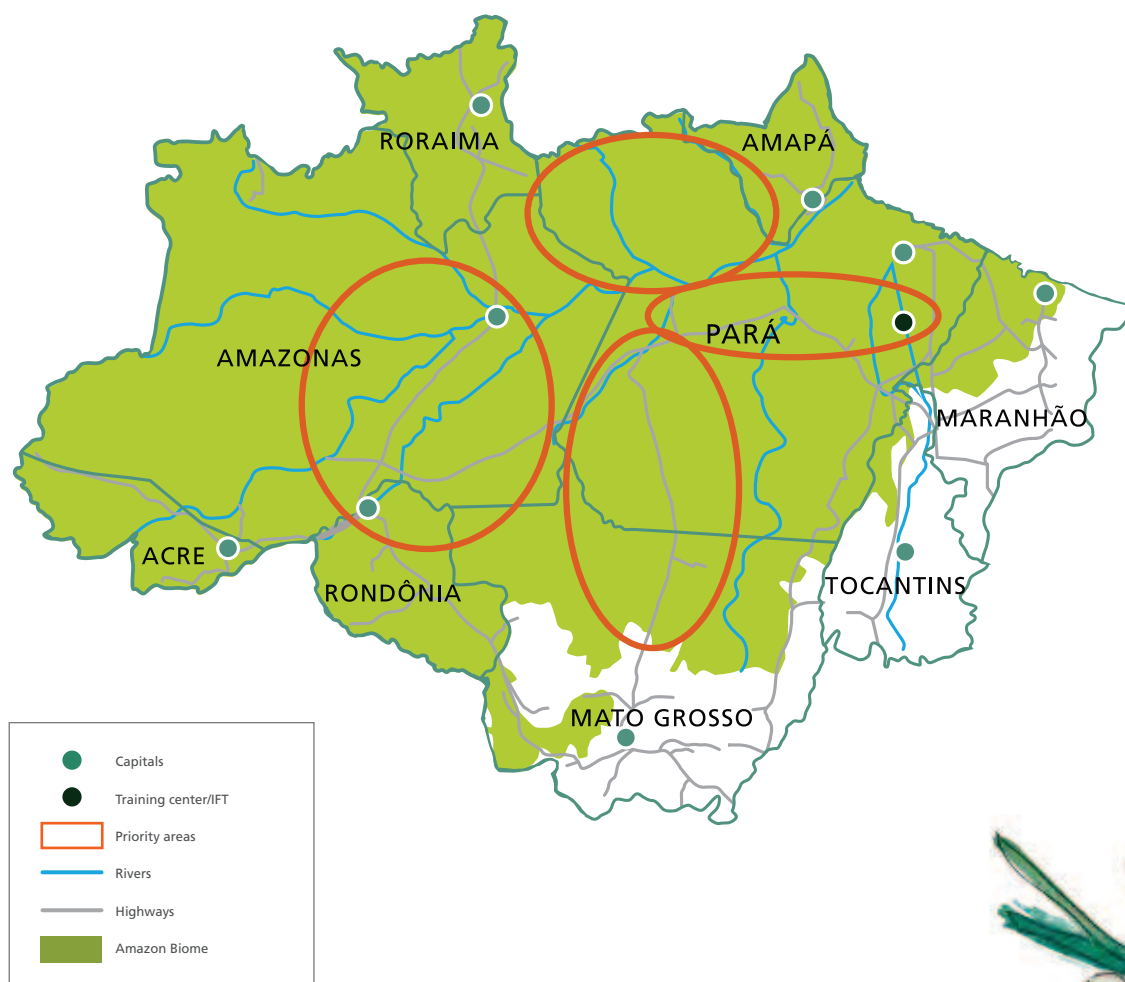 RORAIMA
AMAPÁ
PARÁ
AMAZONAS
MARANHÃO
ACRE
RONDÔNIA
TOCANTINS
MATO GROSSO
Capitals
Training center/IFT
Priority areas
Rivers
Highways
Amazon Biome